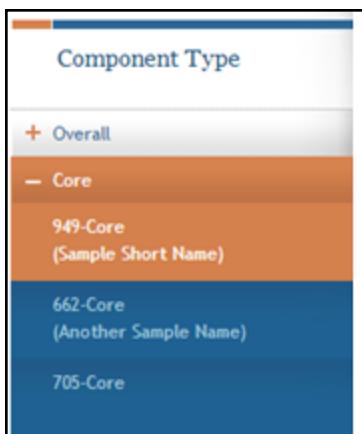 Component Type
+ Overall
– Core
949-Core
(Sample Short Name)
662-Core
(Another Sample Name)
705-Core